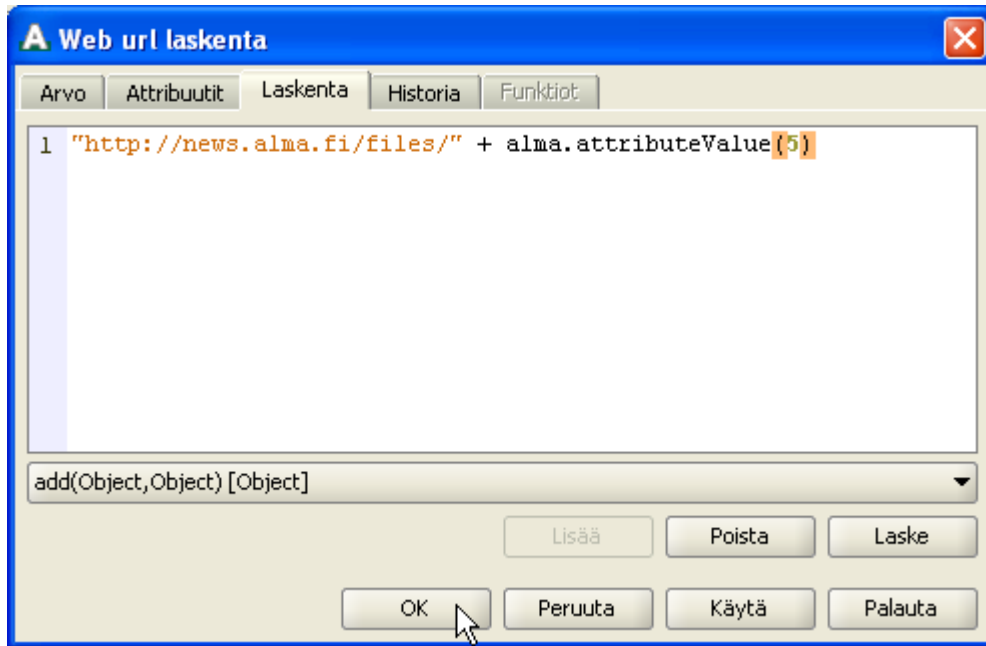 A Web url laskenta
Arvo Attribuutit Laskenta Historia Funktiot
1 "http://news.alma.fi/files/" + alma.attributeValue(5)
add(Object,Object) [Object]
Lisää Poista Laske
OK Peruuta Käytä Palauta